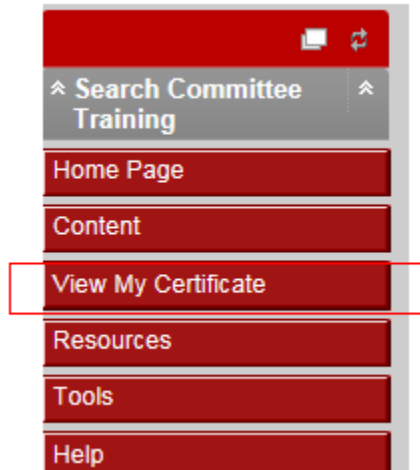 Search Committee
Training
Home Page
Content
View My Certificate
Resources
Tools
Help